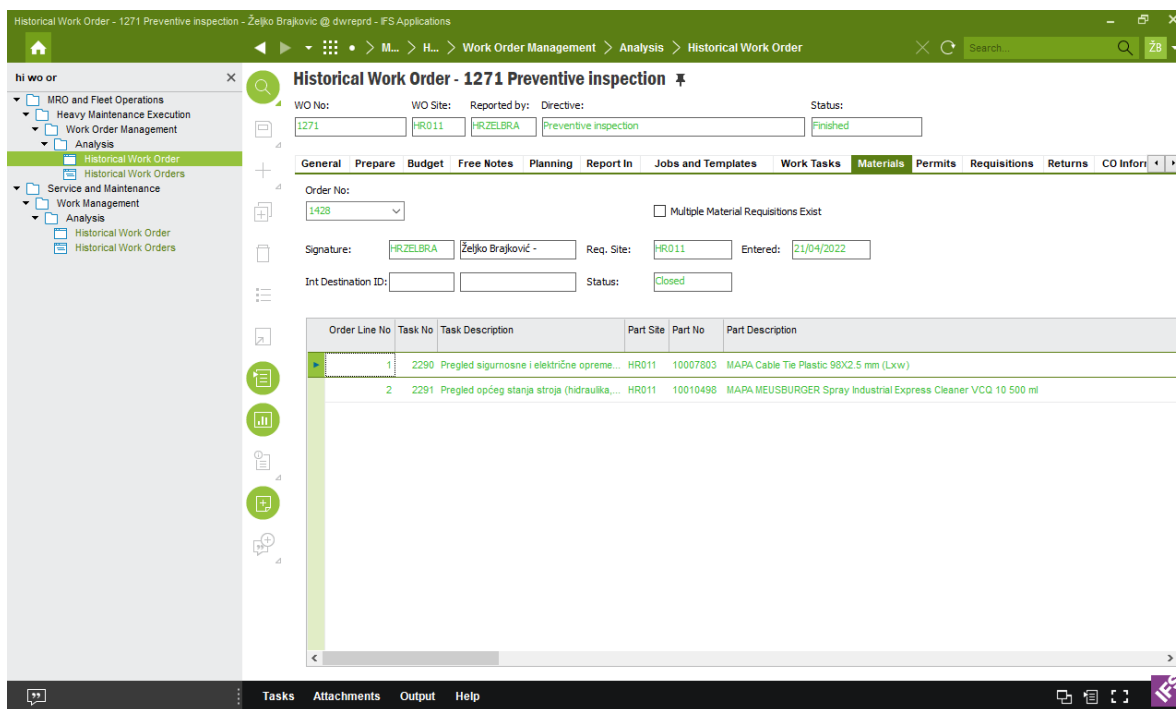 Historical Work Order - 1271 Preventive inspection - Željko Brajkovic @ dwreprd - IFS Applications
M... > H... > Work Order Management > Analysis > Historical Work Order
Search...
ŽB
hi wo or
MRO and Fleet Operations
Heavy Maintenance Execution
Work Order Management
Analysis
Historical Work Order
Historical Work Orders
Service and Maintenance
Work Management
Analysis
Historical Work Order
Historical Work Orders
Historical Work Order - 1271 Preventive inspection
WO No: WO Site: Reported by: Directive: Status:
1271 HR011 HRZELBRA Preventive inspection Finished
General Prepare Budget Free Notes Planning Report In Jobs and Templates Work Tasks Materials Permits Requisitions Returns CO Inforr
Order No:
1428 Multiple Material Requisitions Exist
Signature: HRZELBRA Željko Brajković - Req. Site: HR011 Entered: 21/04/2022
Int Destination ID: Status: Closed
Order Line No Task No Task Description Part Site Part No Part Description
1 2290 Pregled sigurnosne i električne opreme... HR011 10007803 MAPA Cable Tie Plastic 98X2.5 mm (Lxw)
2 2291 Pregled općeg stanja stroja (hidraulika,... HR011 10010498 MAPA MEUSBURGER Spray Industrial Express Cleaner VCQ 10 500 ml
Tasks Attachments Output Help
IFS